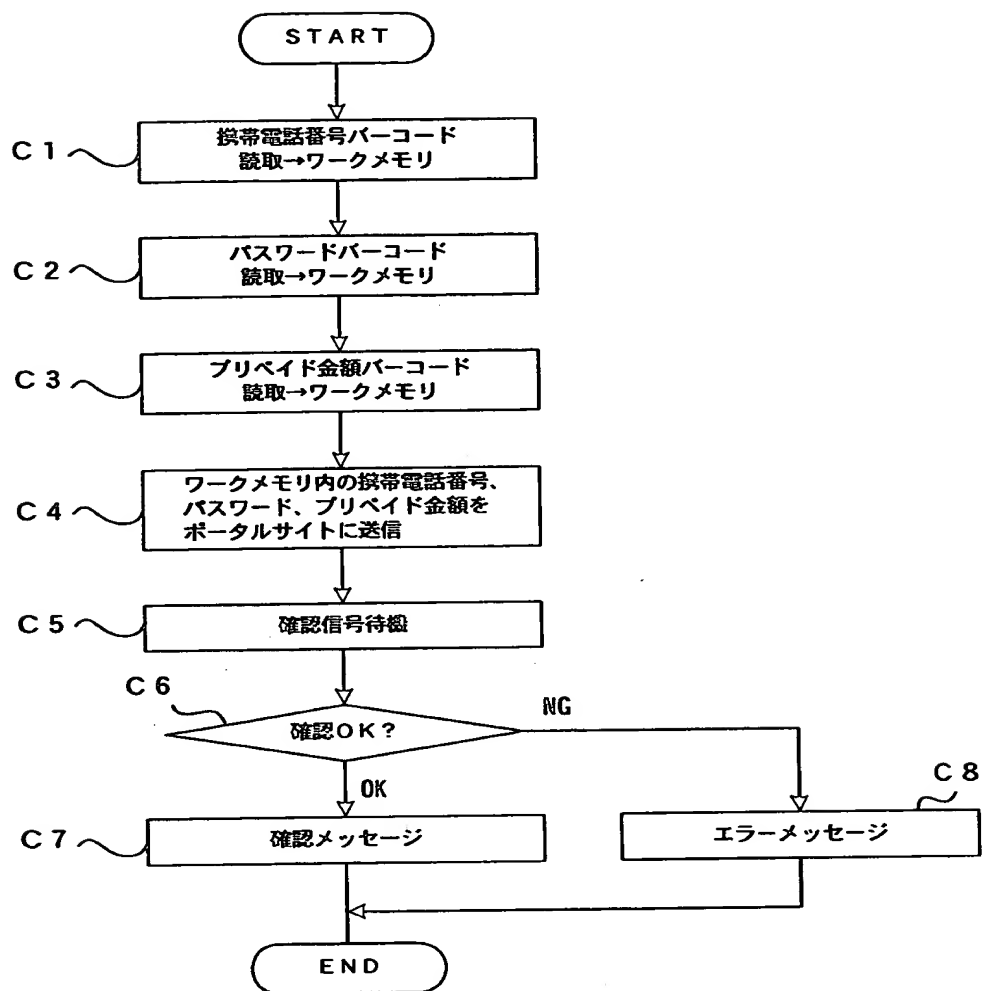 START
C1
携帯電話番号バーコード
読取→ワークメモリ
C2
パスワードバーコード
読取→ワークメモリ
C3
プリペイド金額バーコード
読取→ワークメモリ
C4
ワークメモリ内の携帯電話番号、
パスワード、プリペイド金額を
ポータルサイトに送信
C5
確認信号待機
C6
確認OK?
NG
OK
C7
確認メッセージ
C8
エラーメッセージ
END